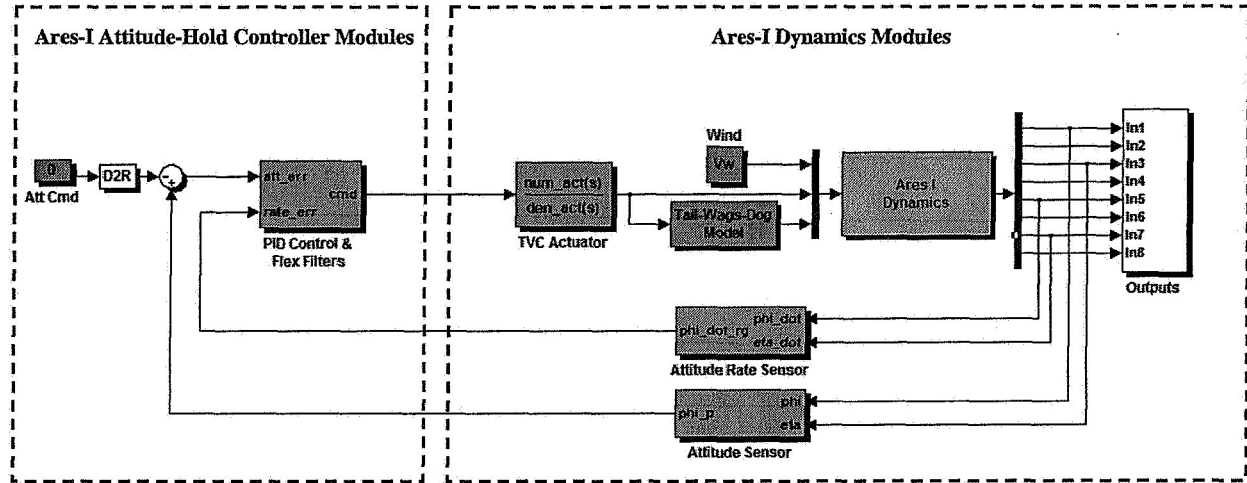 Ares-I Attitude-Hold Controller Modules
Ares-I Dynamics Modules
0
Att Cmd
D2R
-
+
att_err
cmd
rate_err
PID Control &
Flex Filters
num_act(s)
den_act(s)
TVC Actuator
Wind
Vw
Tail-Wags-Dog
Model
Ares I
Dynamics
In1
In2
In3
In4
In5
In6
In7
In8
Outputs
phi_dot
phi_dot_rg
eta_dot
Attitude Rate Sensor
phi
phi_p
eta
Attitude Sensor